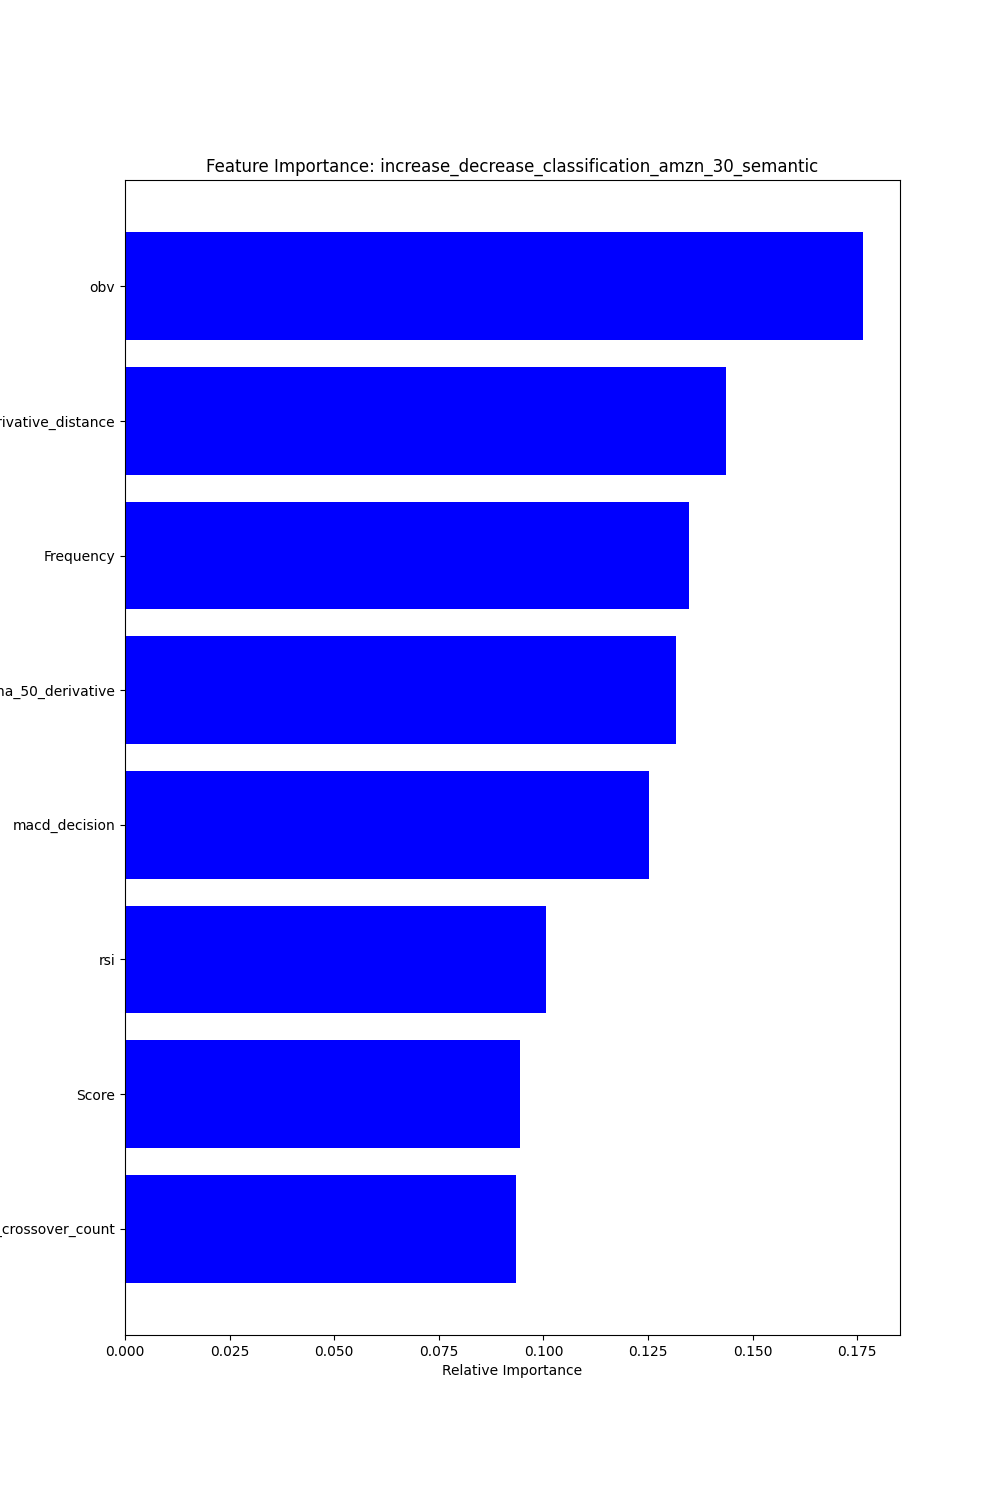 Feature Importance: increase_decrease_classification_amzn_30_semantic
obv
rivative_distance
Frequency
na_50_derivative
macd_decision
rsi
Score
_crossover_count
0.000 0.025 0.050 0.075 0.100 0.125 0.150 0.175
Relative Importance